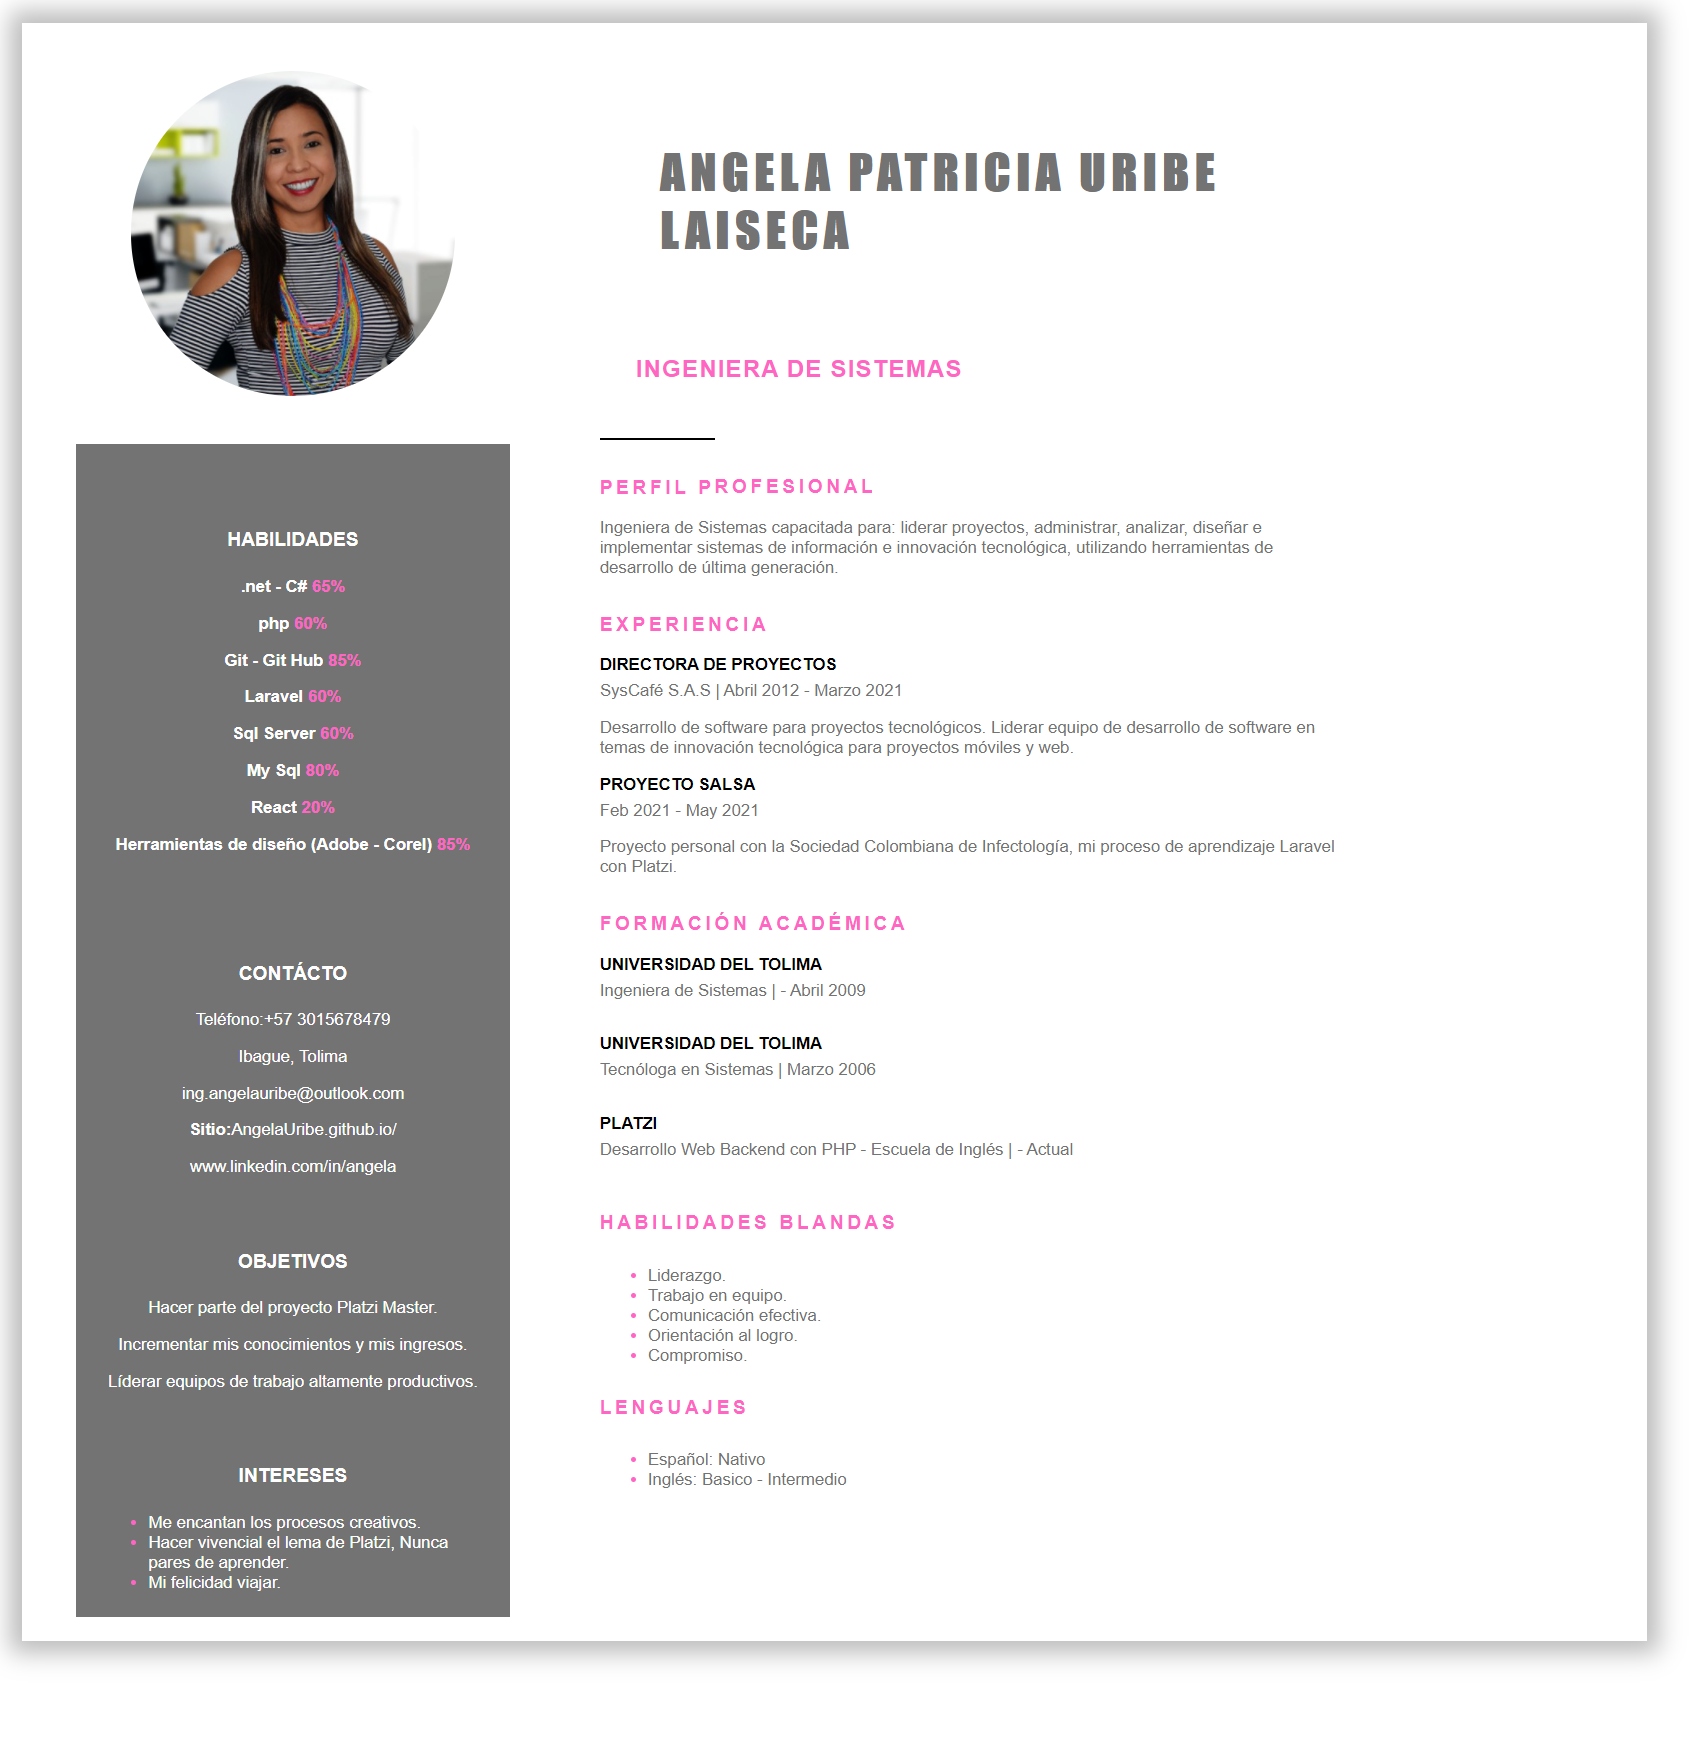 ANGELA PATRICIA URIBE
LAISECA
INGENIERA DE SISTEMAS
HABILIDADES
.net - C# 65%
php 60%
Git - Git Hub 85%
Laravel 60%
Sql Server 60%
My Sql 80%
React 20%
Herramientas de diseño (Adobe - Corel) 85%
CONTÁCTO
Teléfono:+57 3015678479
Ibague, Tolima
ing.angelauribe@outlook.com
Sitio:AngelaUribe.github.io/
www.linkedin.com/in/angela
OBJETIVOS
Hacer parte del proyecto Platzi Master.
Incrementar mis conocimientos y mis ingresos.
Líderar equipos de trabajo altamente productivos.
INTERESES
Me encantan los procesos creativos.
Hacer vivencial el lema de Platzi, Nunca
pares de aprender.
Mi felicidad viajar.
PERFIL PROFESIONAL
Ingeniera de Sistemas capacitada para: liderar proyectos, administrar, analizar, diseñar e
implementar sistemas de información e innovación tecnológica, utilizando herramientas de
desarrollo de última generación.
EXPERIENCIA
DIRECTORA DE PROYECTOS
SysCafé S.A.S | Abril 2012 - Marzo 2021
Desarrollo de software para proyectos tecnológicos. Liderar equipo de desarrollo de software en
temas de innovación tecnológica para proyectos móviles y web.
PROYECTO SALSA
Feb 2021 - May 2021
Proyecto personal con la Sociedad Colombiana de Infectología, mi proceso de aprendizaje Laravel
con Platzi.
FORMACIÓN ACADÉMICA
UNIVERSIDAD DEL TOLIMA
Ingeniera de Sistemas | - Abril 2009
UNIVERSIDAD DEL TOLIMA
Tecnóloga en Sistemas | Marzo 2006
PLATZI
Desarrollo Web Backend con PHP - Escuela de Inglés | - Actual
HABILIDADES BLANDAS
Liderazgo.
Trabajo en equipo.
Comunicación efectiva.
Orientación al logro.
Compromiso.
LENGUAJES
Español: Nativo
Inglés: Basico - Intermedio